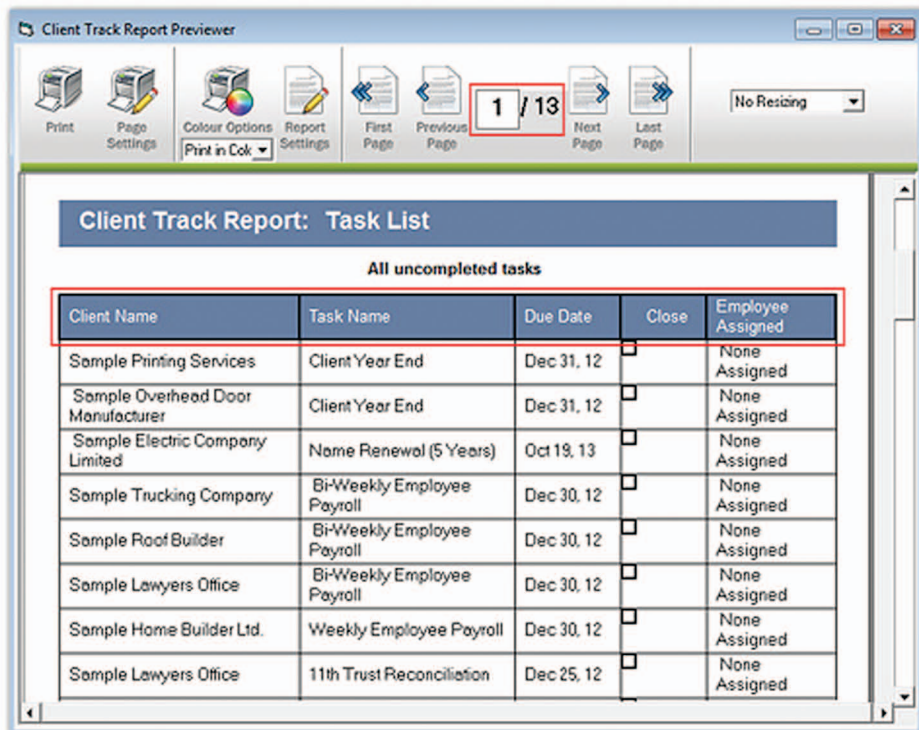 Client Track Report Previewer
Print
Page
Settings
Colour Options
Print in Cok
Report
Settings
First
Page
Previous
Page
1 / 13
Next
Page
Last
Page
No Resizing
Client Track Report: Task List
All uncompleted tasks
Client Name Task Name Due Date Close Employee
Assigned
Sample Printing Services Client Year End Dec 31, 12 None
Assigned
Sample Overhead Door
Manufacturer Client Year End Dec 31, 12 None
Assigned
Sample Electric Company
Limited Name Renewal (5 Years) Oct 19, 13 None
Assigned
Sample Trucking Company Bi-Weekly Employee
Payroll Dec 30, 12 None
Assigned
Sample Roof Builder Bi-Weekly Employee
Payroll Dec 30, 12 None
Assigned
Sample Lawyers Office Bi-Weekly Employee
Payroll Dec 30, 12 None
Assigned
Sample Home Builder Ltd. Weekly Employee Payroll Dec 30, 12 None
Assigned
Sample Lawyers Office 11th Trust Reconciliation Dec 25, 12 None
Assigned